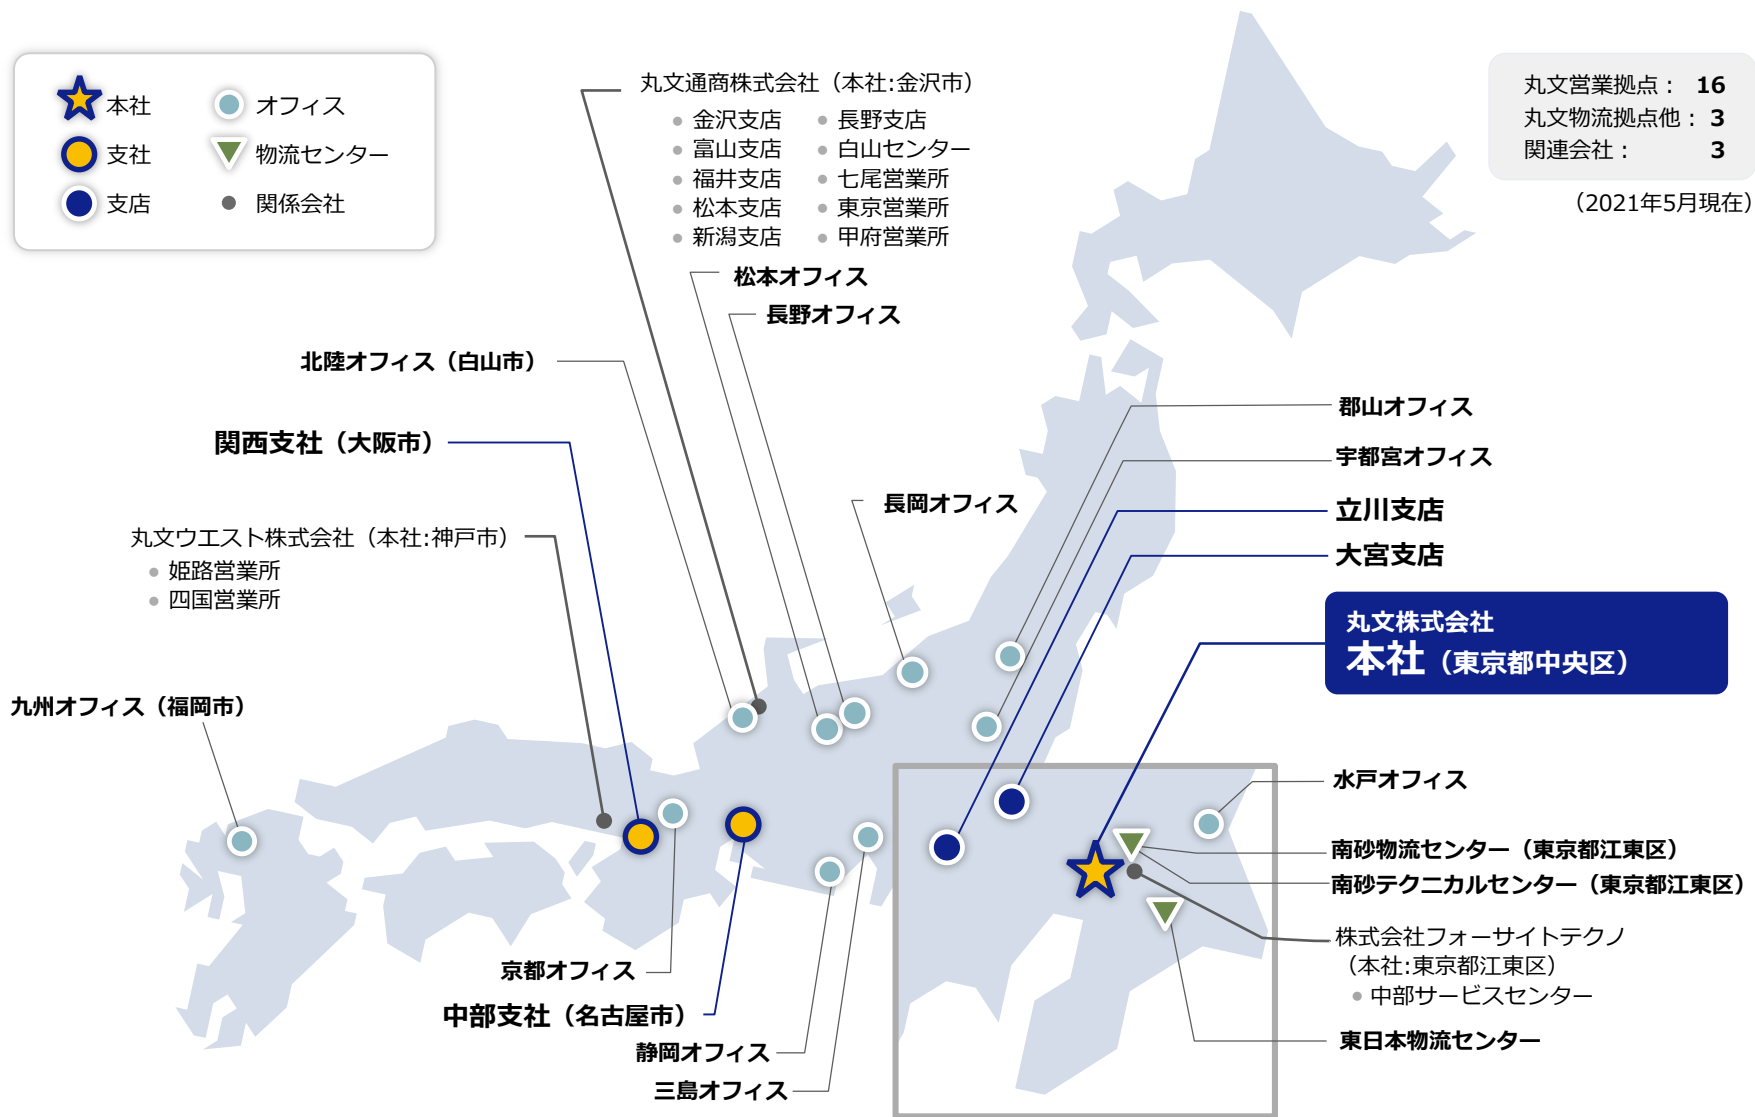 本社
オフィス
支社
物流センター
支店
関係会社
丸文通商株式会社（本社:金沢市）
金沢支店
長野支店
富山支店
白山センター
福井支店
七尾営業所
松本支店
東京営業所
新潟支店
甲府営業所
丸文営業拠点： 16
丸文物流拠点他： 3
関連会社： 3
（2021年5月現在）
松本オフィス
長野オフィス
北陸オフィス（白山市）
関西支社（大阪市）
長岡オフィス
丸文ウエスト株式会社（本社:神戸市）
姫路営業所
四国営業所
九州オフィス（福岡市）
郡山オフィス
宇都宮オフィス
立川支店
大宮支店
丸文株式会社
本社（東京都中央区）
水戸オフィス
南砂物流センター（東京都江東区）
南砂テクニカルセンター（東京都江東区）
株式会社フォーサイトテクノ
（本社:東京都江東区）
中部サービスセンター
東日本物流センター
京都オフィス
中部支社（名古屋市）
静岡オフィス
三島オフィス